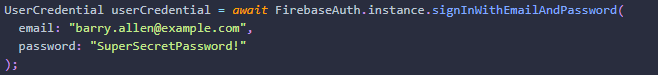 UserCredential userCredential = await FirebaseAuth.instance.signInWithEmailAndPassword(
  email: "barry.allen@example.com",
  password: "SuperSecretPassword!"
);